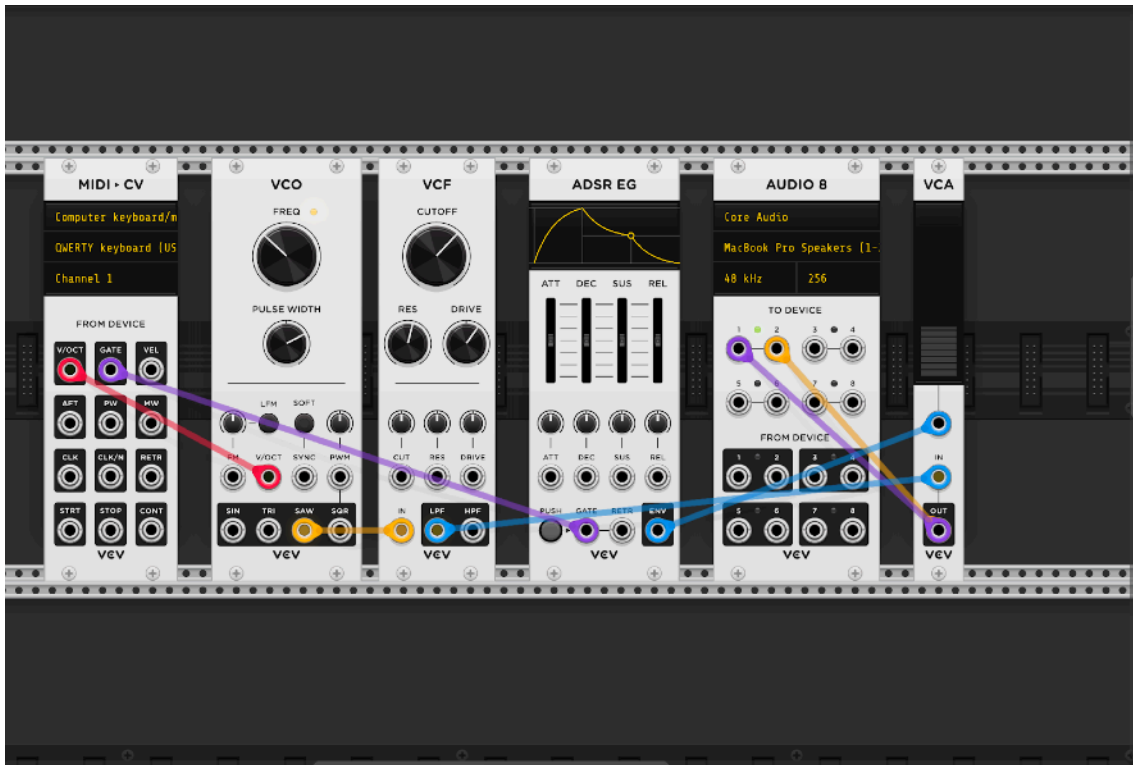 MIDI ▸ CV
Computer keyboard/m
QWERTY keyboard (US
Channel 1
FROM DEVICE
V/OCT GATE VEL
AFT PW MW
CLK CLK/N RETR
STRT STOP CONT
VCV
VCO
FREQ
PULSE WIDTH
LFM SOFT
FM V/OCT SYNC PWM
SIN TRI SAW SQR
VCV
VCF
CUTOFF
RES DRIVE
CUT RES DRIVE
IN LPF HPF
VCV
ADSR EG
ATT DEC SUS REL
ATT DEC SUS REL
PUSH GATE RETR ENV
VCV
AUDIO 8
Core Audio
MacBook Pro Speakers (1-
48 kHz 256
TO DEVICE
1 2 3 4
5 6 7 8
FROM DEVICE
1 2 3 4
5 6 7 8
VCV
VCA
IN
OUT
VCV